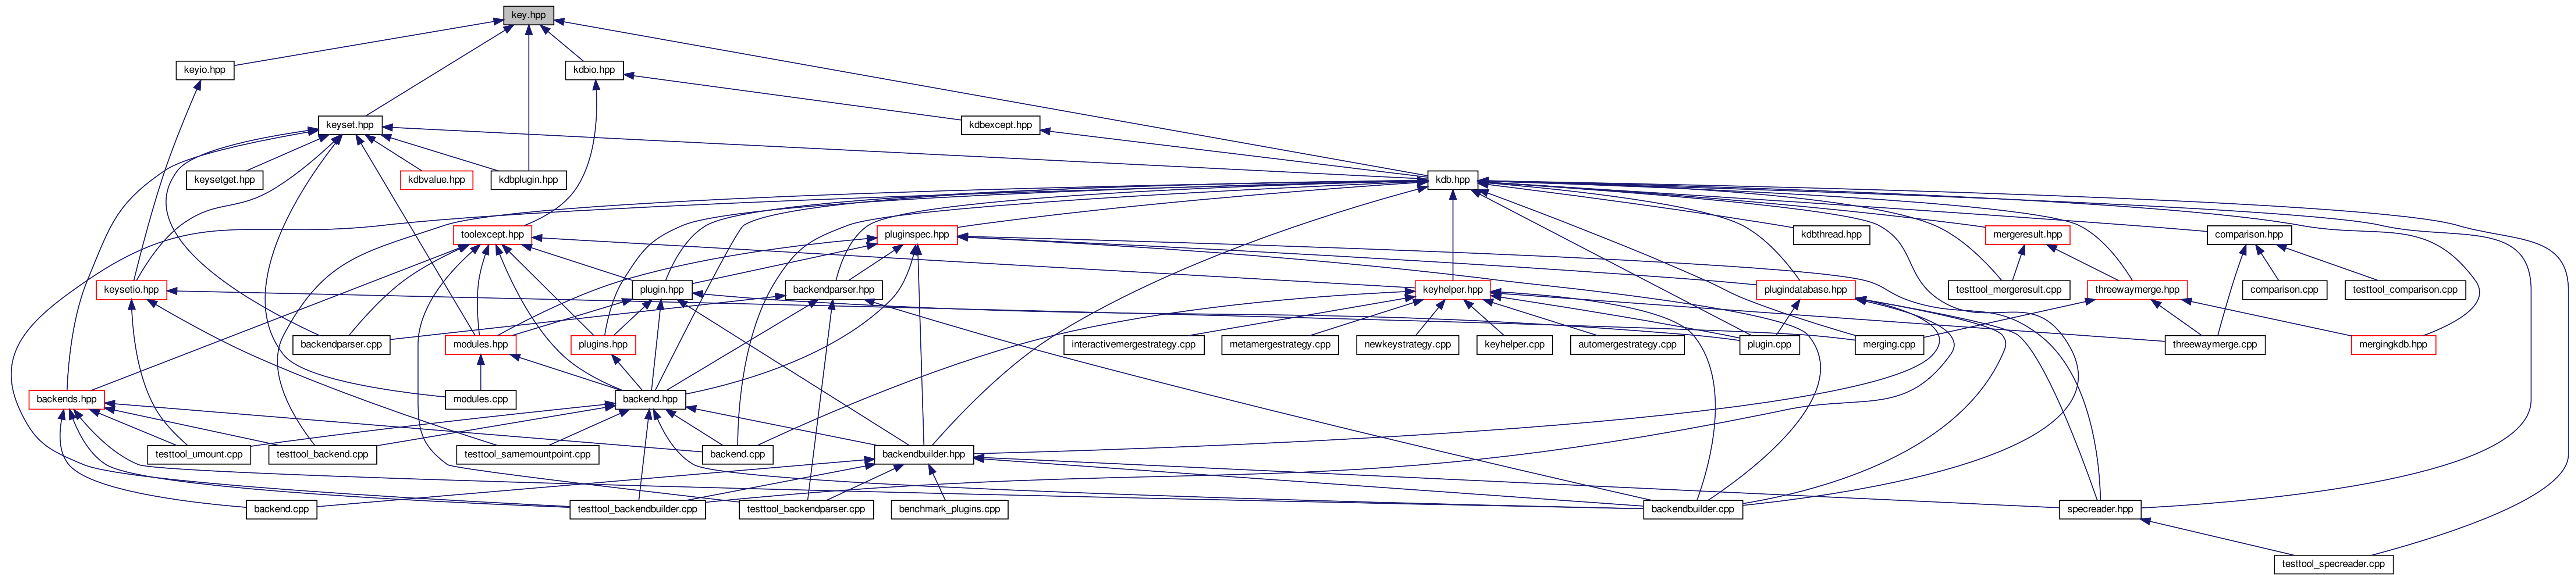 key.hpp
keyio.hpp
kdbio.hpp
keyset.hpp
kdbexcept.hpp
keysetget.hpp
kdbvalue.hpp
kdbplugin.hpp
kdb.hpp
toolexcept.hpp
pluginspec.hpp
kdbthread.hpp
mergeresult.hpp
comparison.hpp
keysetio.hpp
plugin.hpp
backendparser.hpp
keyhelper.hpp
plugindatabase.hpp
testtool_mergeresult.cpp
threewaymerge.hpp
comparison.cpp
testtool_comparison.cpp
backendparser.cpp
modules.hpp
plugins.hpp
interactivemergestrategy.cpp
metamergestrategy.cpp
newkeystrategy.cpp
keyhelper.cpp
automergestrategy.cpp
plugin.cpp
merging.cpp
threewaymerge.cpp
mergingkdb.hpp
backends.hpp
modules.cpp
backend.hpp
testtool_umount.cpp
testtool_backend.cpp
testtool_samemountpoint.cpp
backend.cpp
backendbuilder.hpp
backend.cpp
testtool_backendbuilder.cpp
testtool_backendparser.cpp
benchmark_plugins.cpp
backendbuilder.cpp
specreader.hpp
testtool_specreader.cpp